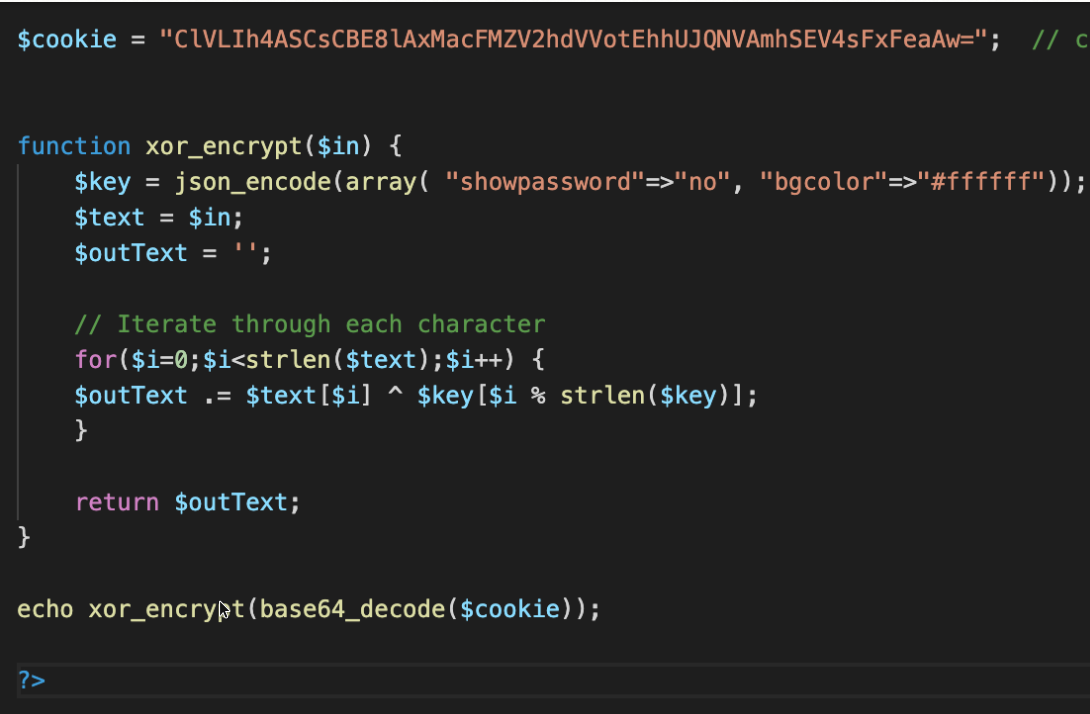 $cookie = "ClVLIh4ASCsCBE8lAxMacFMZV2hdVVotEhhUJQNVAmhSEV4sFxFeaAw=";  // c
function xor_encrypt($in) {
    $key = json_encode(array( "showpassword"=>"no", "bgcolor"=>"#ffffff"));
    $text = $in;
    $outText = '';
    // Iterate through each character
    for($i=0;$i<strlen($text);$i++) {
    $outText .= $text[$i] ^ $key[$i % strlen($key)];
    }
    return $outText;
}
echo xor_encrypt(base64_decode($cookie));
?>